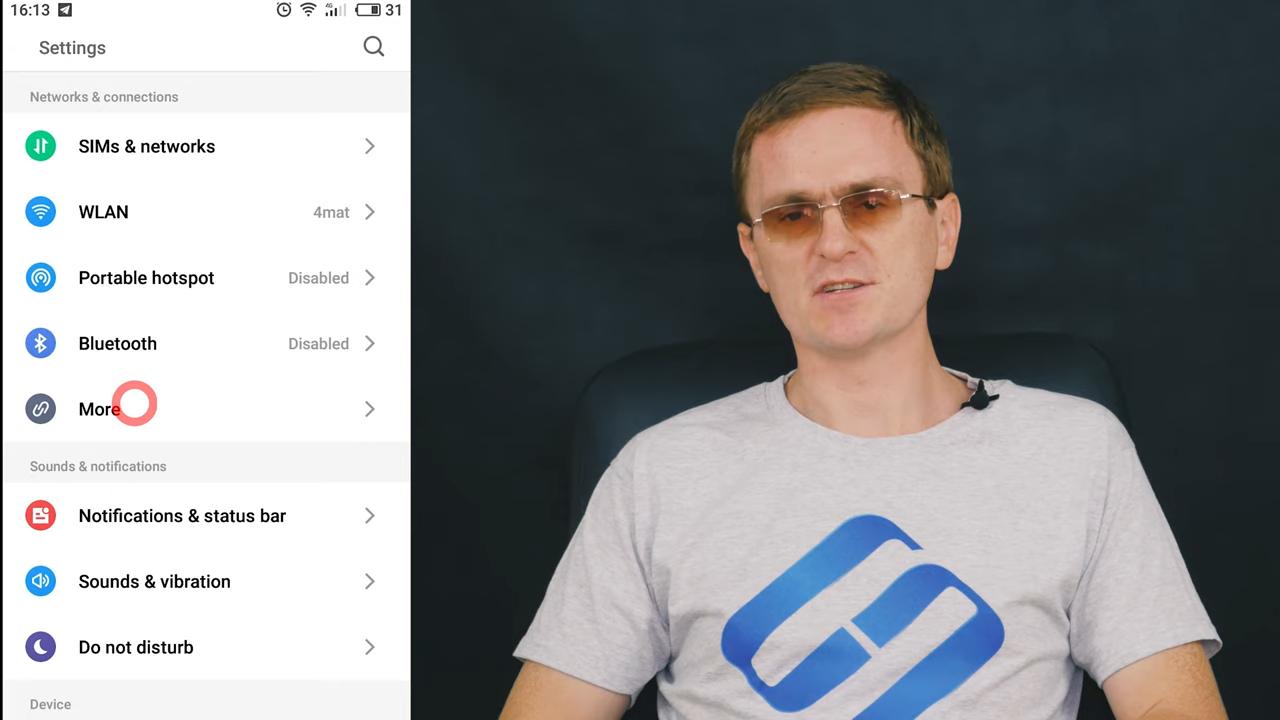 16:13 4G 31
Settings
Networks & connections
SIMs & networks
WLAN 4mat
Portable hotspot Disabled
Bluetooth Disabled
More
Sounds & notifications
Notifications & status bar
Sounds & vibration
Do not disturb
Device